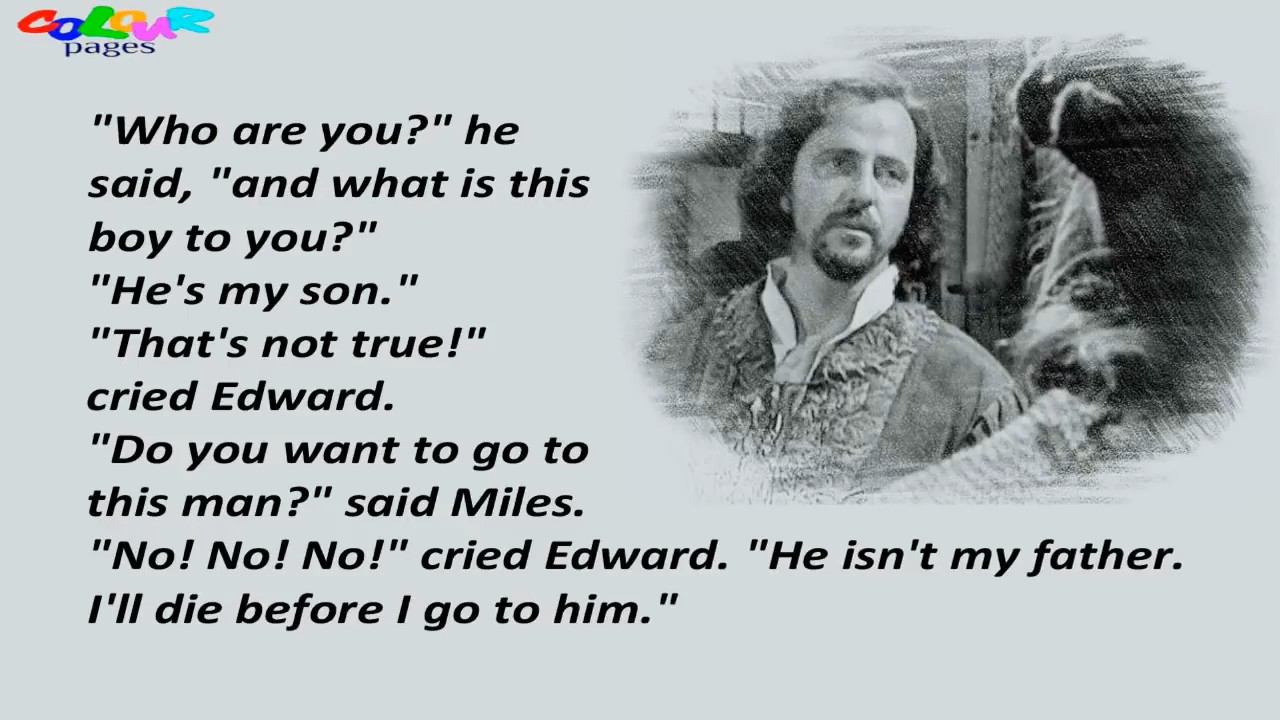 COLOUR
pages
"Who are you?" he
said, "and what is this
boy to you?"
"He's my son."
"That's not true!"
cried Edward.
"Do you want to go to
this man?" said Miles.
"No! No! No!" cried Edward. "He isn't my father.
I'll die before I go to him."